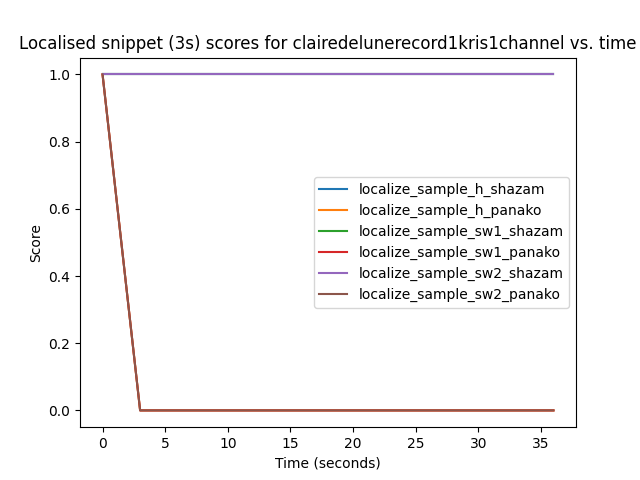 Localised snippet (3s) scores for clairedelunerecord1kris1channel vs. time
1.0
0.8
0.6
0.4
0.2
0.0
Score
localize_sample_h_shazam
localize_sample_h_panako
localize_sample_sw1_shazam
localize_sample_sw1_panako
localize_sample_sw2_shazam
localize_sample_sw2_panako
0 5 10 15 20 25 30 35
Time (seconds)